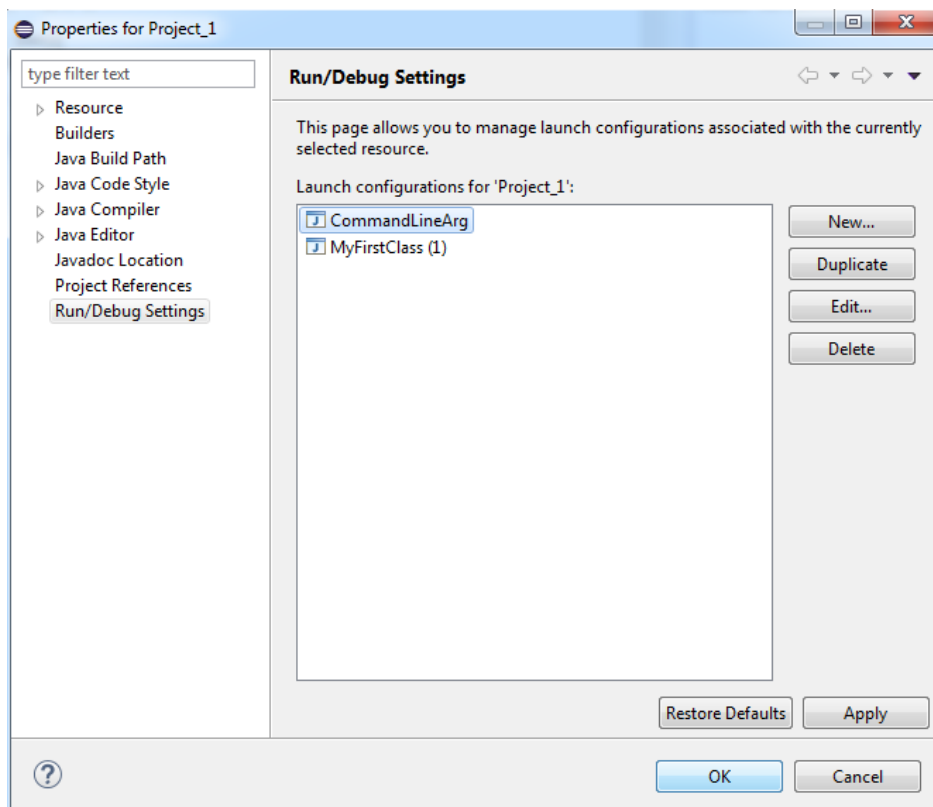 Properties for Project_1
type filter text
Resource
Builders
Java Build Path
Java Code Style
Java Compiler
Java Editor
Javadoc Location
Project References
Run/Debug Settings
Run/Debug Settings
This page allows you to manage launch configurations associated with the currently
selected resource.
Launch configurations for 'Project_1':
CommandLineArg
MyFirstClass (1)
New...
Duplicate
Edit...
Delete
Restore Defaults
Apply
OK
Cancel